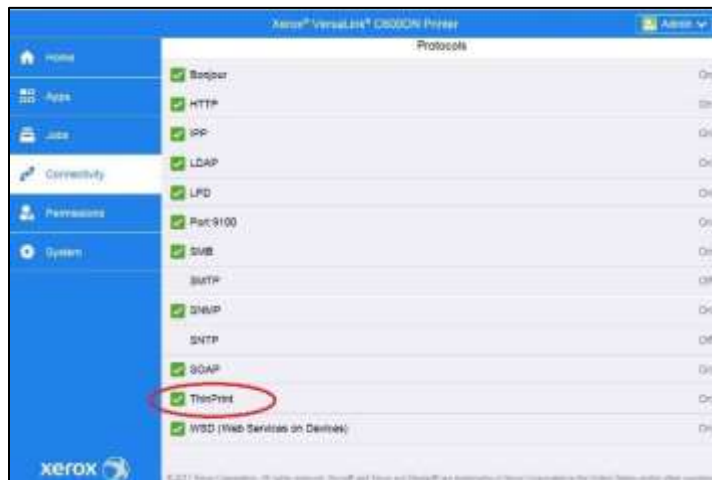 Xerox® VersaLink® C600DN Printer
Admin
Protocols
Home
Apps
Jobs
Connectivity
Permissions
System
Bonjour On
HTTP On
IPP On
LDAP On
LPD On
Port 9100 On
SMB On
SMTP Off
SNMP On
SNTP Off
SOAP On
ThinPrint On
WSD (Web Services on Devices) On
xerox